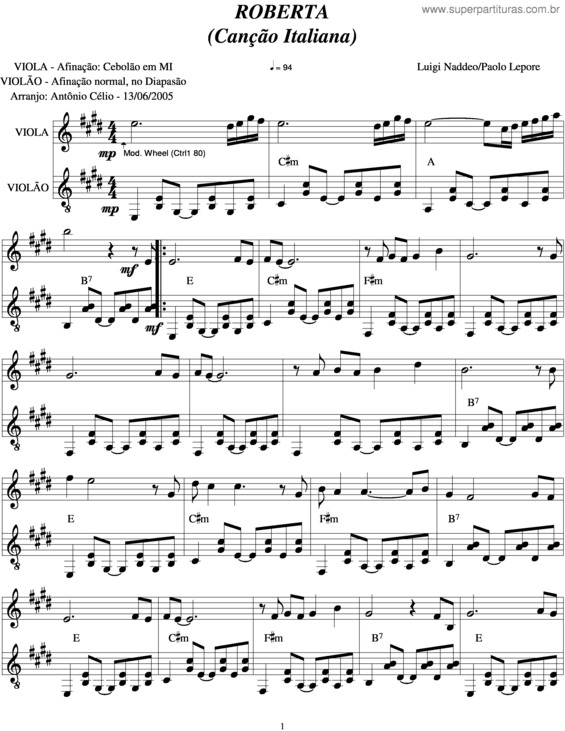 www.superpartituras.com.br
ROBERTA
(Canção Italiana)
VIOLA - Afinação: Cebolão em MI
VIOLÃO - Afinação normal, no Diapasão
Arranjo: Antônio Célio - 13/06/2005
♩ = 94
Luigi Naddeo/Paolo Lepore
VIOLA
mp Mod. Wheel (Ctrl1 80)
C#m A
VIOLÃO
mp
mf
B7 E C#m F#m
mf
B7
E C#m F#m B7
E C#m F#m B7 E
1